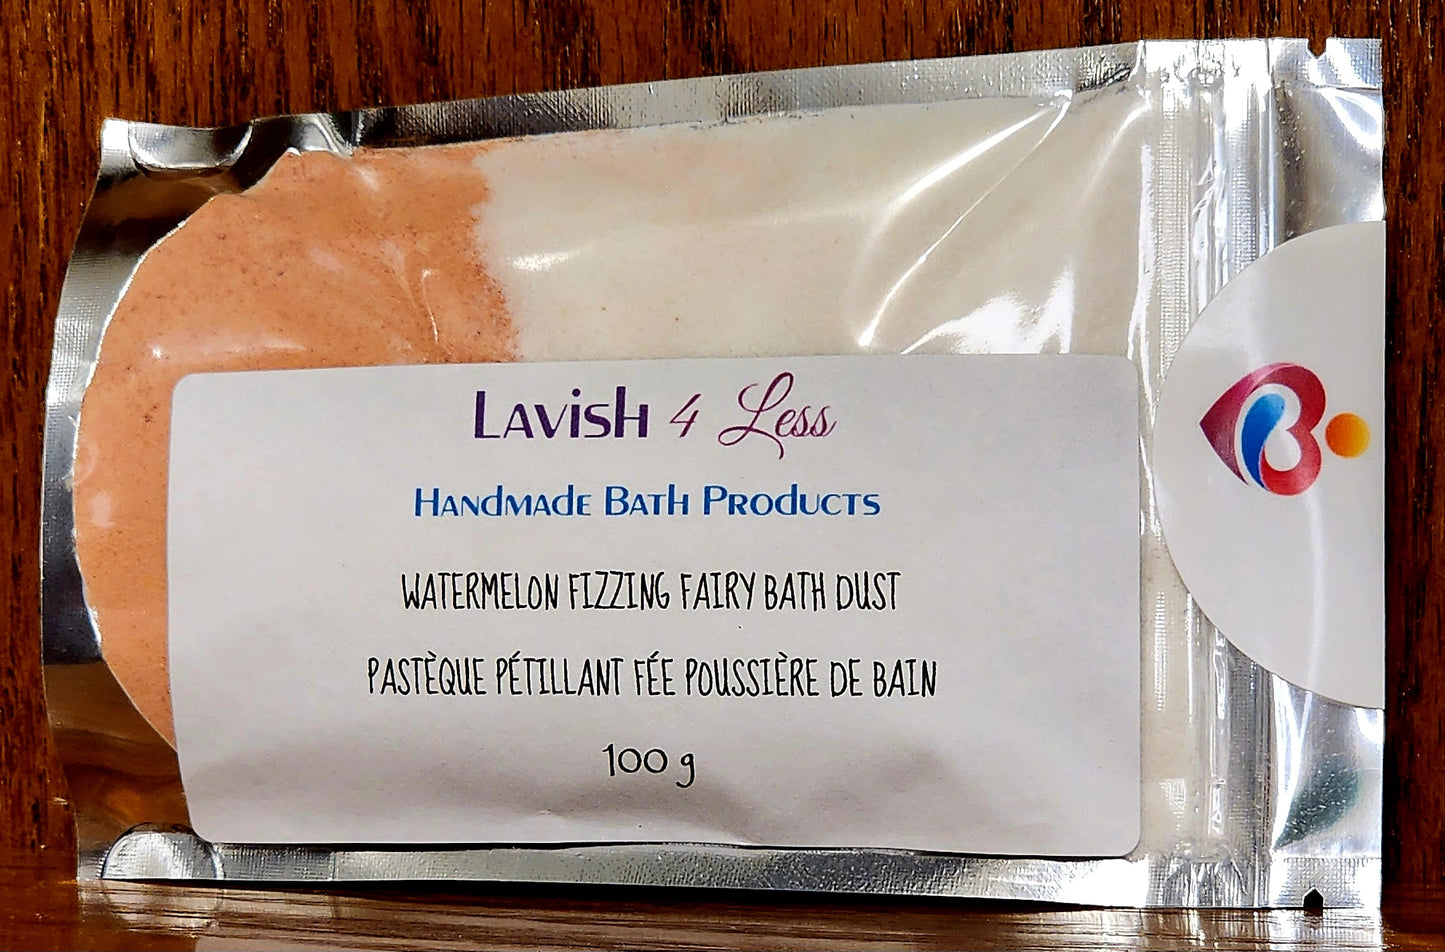 Lavish 4 Less
Handmade Bath Products
WATERMELON FIZZING FAIRY BATH DUST
PASTÈQUE PÉTILLANT FÉE POUSSIÈRE DE BAIN
100 g